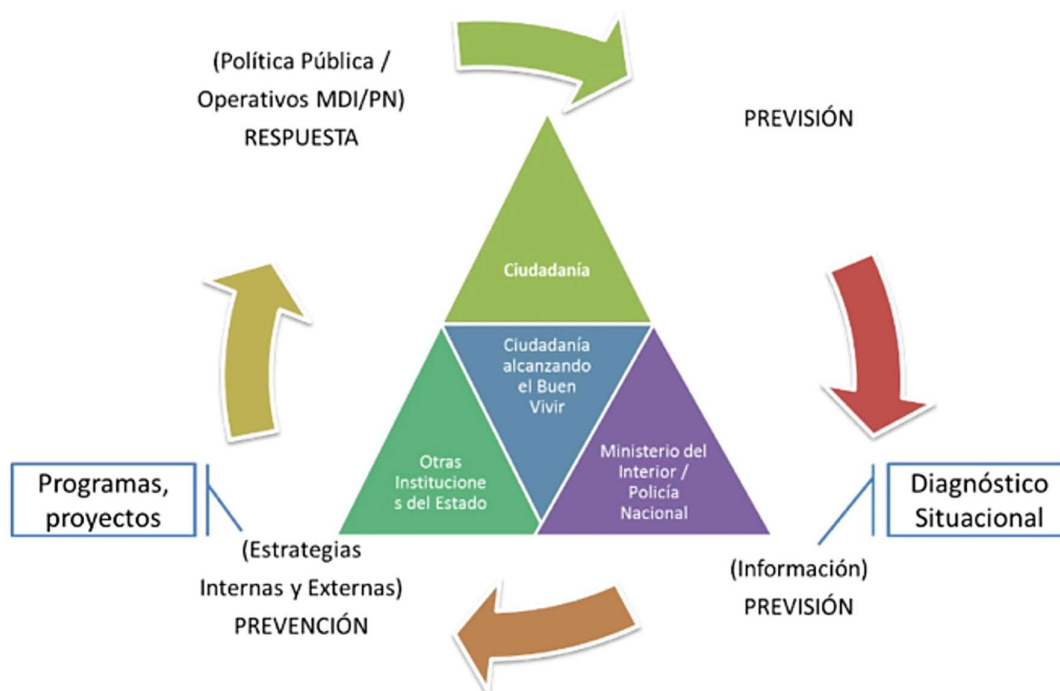 (Política Pública /
Operativos MDI/PN)
RESPUESTA
PREVISIÓN
Ciudadanía
Ciudadanía
alcanzando
el Buen
Vivir
Otras
Institucione
s del Estado
Ministerio del
Interior /
Policía
Nacional
Programas,
proyectos
(Estrategias
Internas y Externas)
PREVENCIÓN
Diagnóstico
Situacional
(Información)
PREVISIÓN